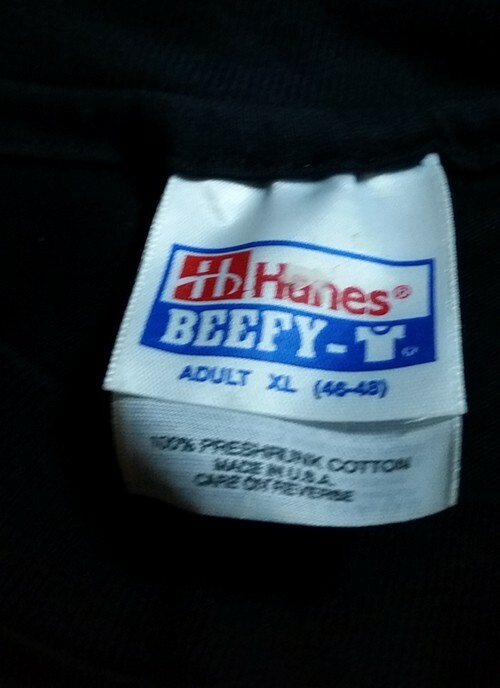 Hanes®
BEEFY-
ADULT XL (46-48)
100% PRESHRUNK COTTON
MADE IN U.S.A.
CARE ON REVERSE